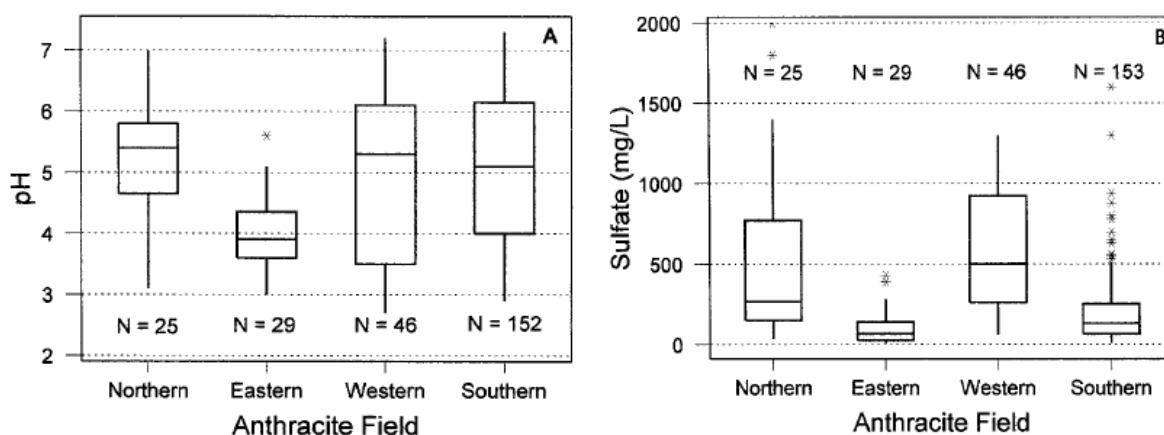 A
7
6
5
4
3
2
pH
N = 25 N = 29 N = 46 N = 152
Northern Eastern Western Southern
Anthracite Field
B
2000
1500
1000
500
0
Sulfate (mg/L)
N = 25 N = 29 N = 46 N = 153
Northern Eastern Western Southern
Anthracite Field